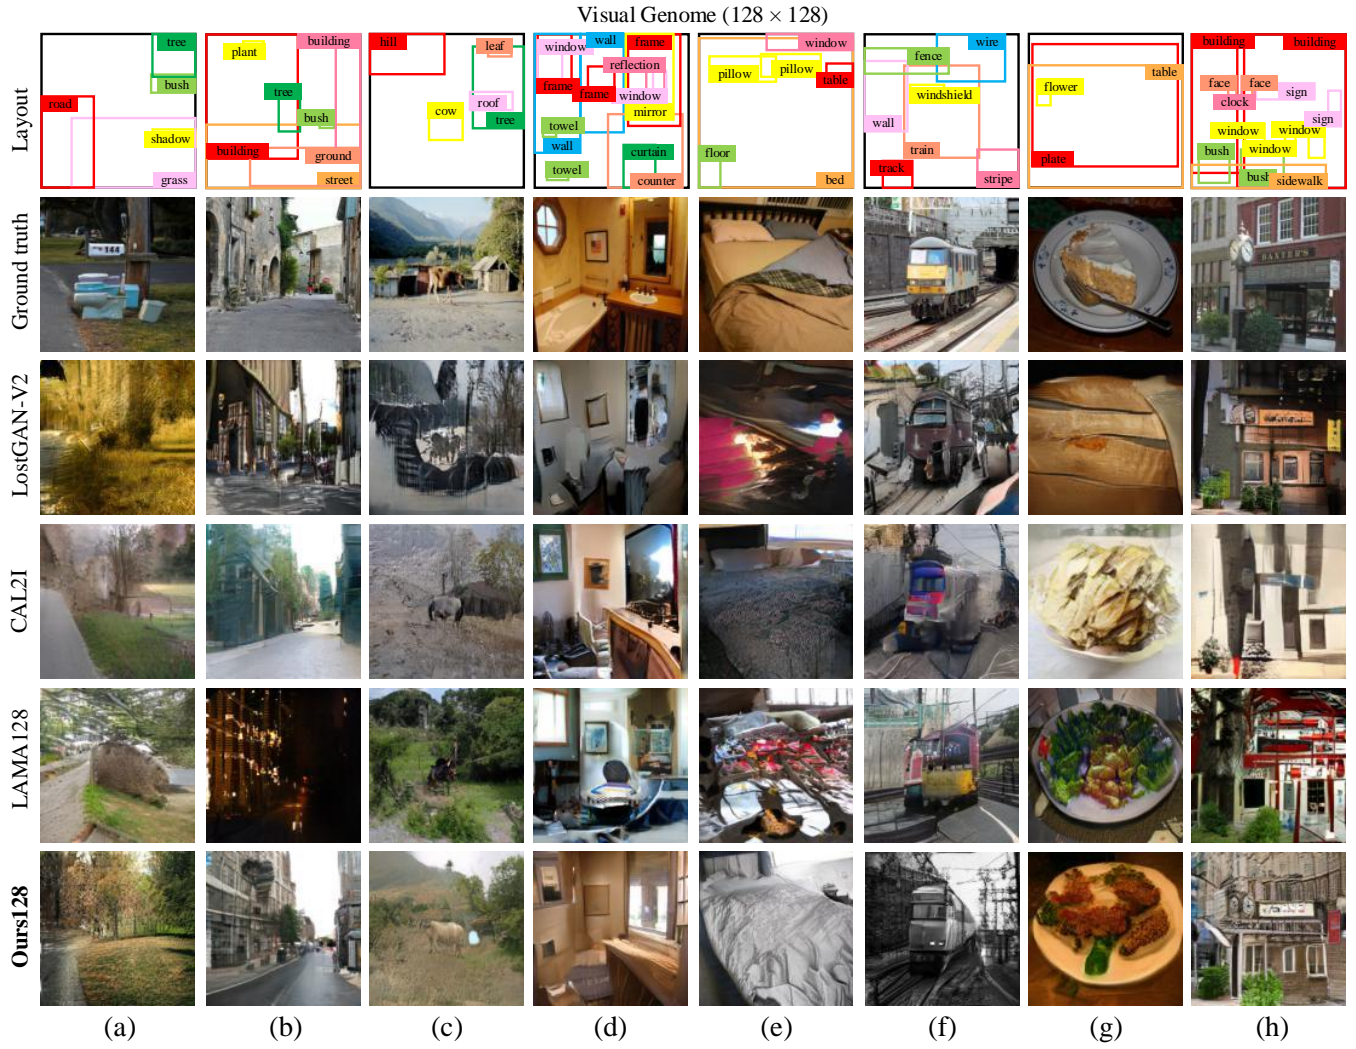 Visual Genome (128 × 128)
Layout
tree
bush
road
shadow
grass
plant
building
tree
bush
building
ground
street
hill
leaf
cow
roof
tree
window
wall
frame
reflection
frame
frame
window
mirror
towel
wall
curtain
towel
counter
window
pillow
pillow
table
floor
bed
wire
fence
windshield
wall
train
track
stripe
table
flower
plate
building
building
face
face
sign
clock
sign
window
window
bush
window
bush
sidewalk
Ground truth
144
BAXTER'S
LostGAN-V2
CAL2I
LAMA128
Ours128
(a) (b) (c) (d) (e) (f) (g) (h)